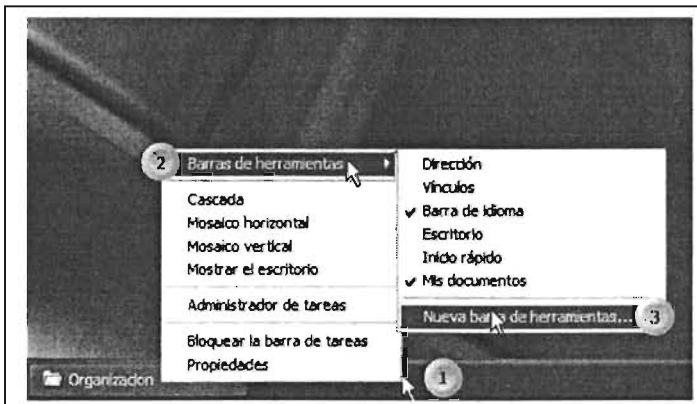 2 Barras de herramientas
Cascada
Mosaico horizontal
Mosaico vertical
Mostrar el escritorio
Administrador de tareas
Bloquear la barra de tareas
Propiedades
Dirección
Vínculos
Barra de idioma
Escritorio
Inicio rápido
Mis documentos
Nueva barra de herramientas... 3
1
Organizacion